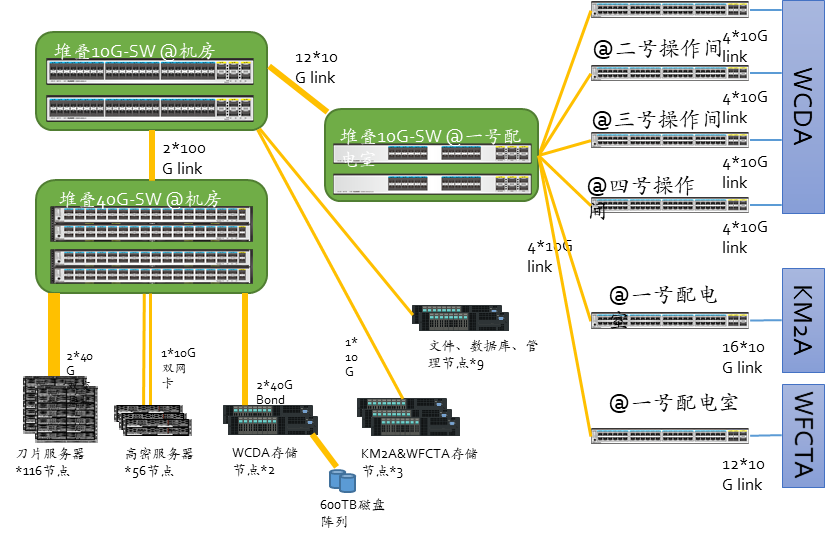 堆叠10G-SW @机房
12*10
G link
2*100
G link
堆叠40G-SW @机房
堆叠10G-SW @一号配
电室
@二号操作间
@三号操作间
@四号操作
间
4*10G
link
4*10G
link
4*10G
link
4*10G
link
4*10G
link
WCDA
@一号配电
室
16*10
G link
KM2A
@一号配电室
12*10
G link
WFCTA
2*40
G
1*10G
双网
卡
2*40G
Bond
1*
10
G
文件、数据库、管
理节点*9
刀片服务器
*116节点
高密服务器
*56节点
WCDA存储
节点*2
KM2A&WFCTA存储
节点*3
600TB磁盘
阵列